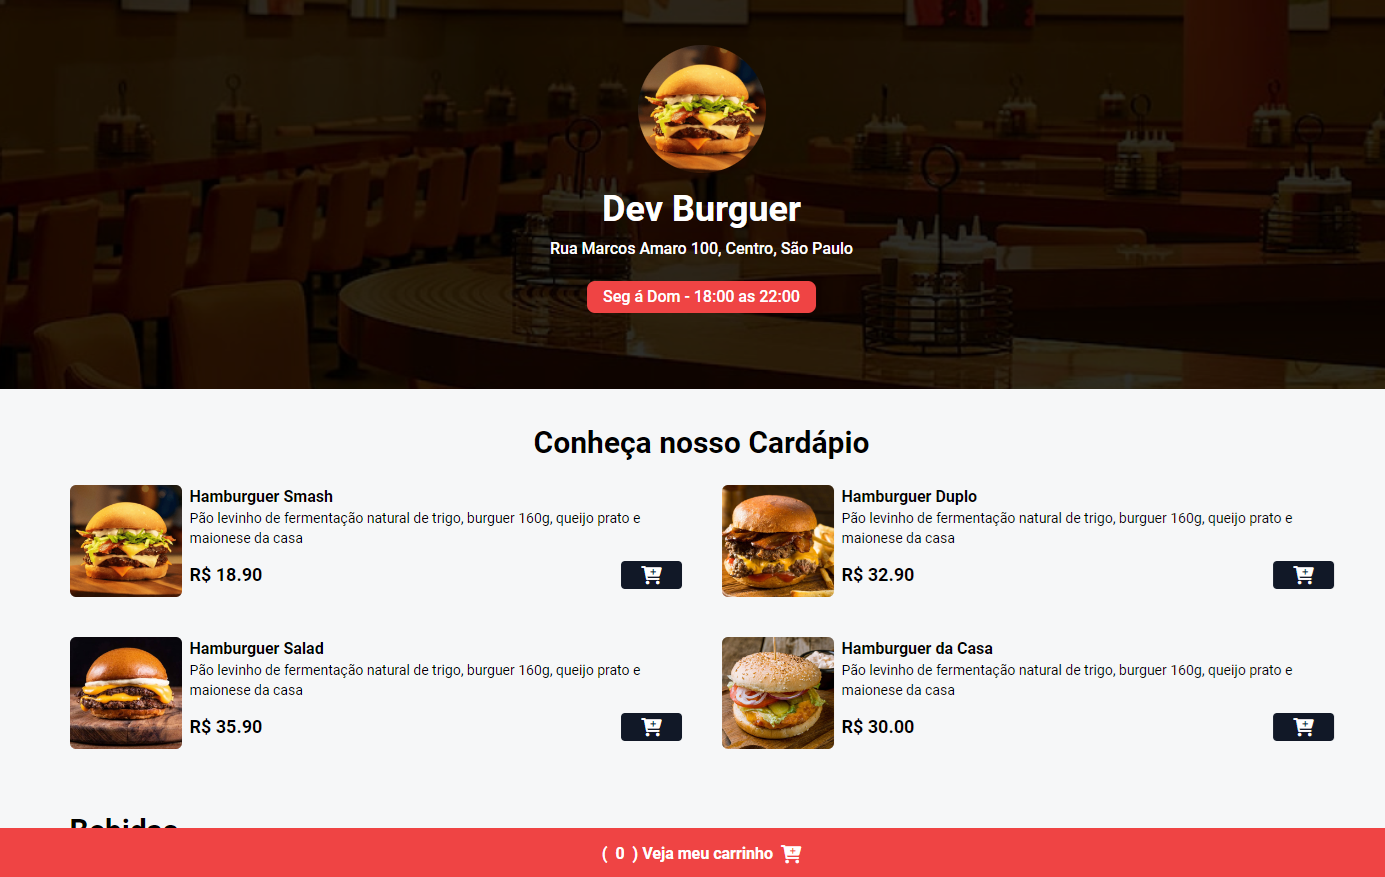 Dev Burguer
Rua Marcos Amaro 100, Centro, São Paulo
Seg á Dom - 18:00 as 22:00
Conheça nosso Cardápio
Hamburguer Smash
Pão levinho de fermentação natural de trigo, burguer 160g, queijo prato e
maionese da casa
R$ 18.90
Hamburguer Duplo
Pão levinho de fermentação natural de trigo, burguer 160g, queijo prato e
maionese da casa
R$ 32.90
Hamburguer Salad
Pão levinho de fermentação natural de trigo, burguer 160g, queijo prato e
maionese da casa
R$ 35.90
Hamburguer da Casa
Pão levinho de fermentação natural de trigo, burguer 160g, queijo prato e
maionese da casa
R$ 30.00
Bebidas
( 0 ) Veja meu carrinho